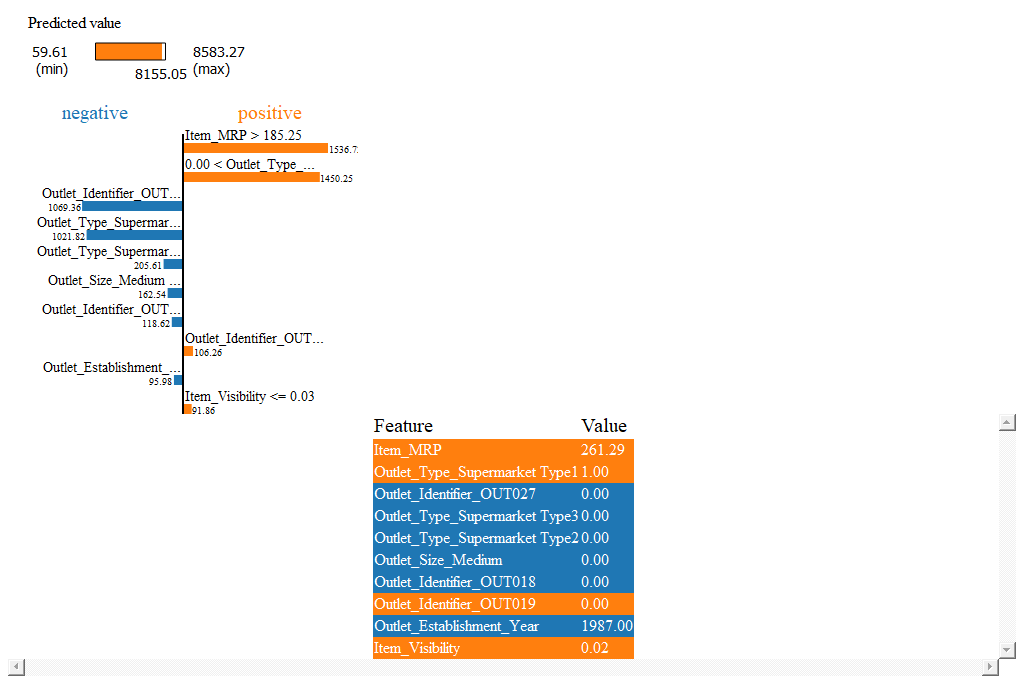 Predicted value
59.61 8583.27
(min) (max)
8155.05
negative positive
Item_MRP > 185.25
1536.7
0.00 < Outlet_Type_...
1450.25
Outlet_Identifier_OUT...
1069.36
Outlet_Type_Supermar...
1021.82
Outlet_Type_Supermar...
205.61
Outlet_Size_Medium ...
162.54
Outlet_Identifier_OUT...
118.62
Outlet_Identifier_OUT...
106.26
Outlet_Establishment_...
95.98
Item_Visibility <= 0.03
91.86
Feature Value
Item_MRP 261.29
Outlet_Type_Supermarket Type1 1.00
Outlet_Identifier_OUT027 0.00
Outlet_Type_Supermarket Type3 0.00
Outlet_Type_Supermarket Type2 0.00
Outlet_Size_Medium 0.00
Outlet_Identifier_OUT018 0.00
Outlet_Identifier_OUT019 0.00
Outlet_Establishment_Year 1987.00
Item_Visibility 0.02